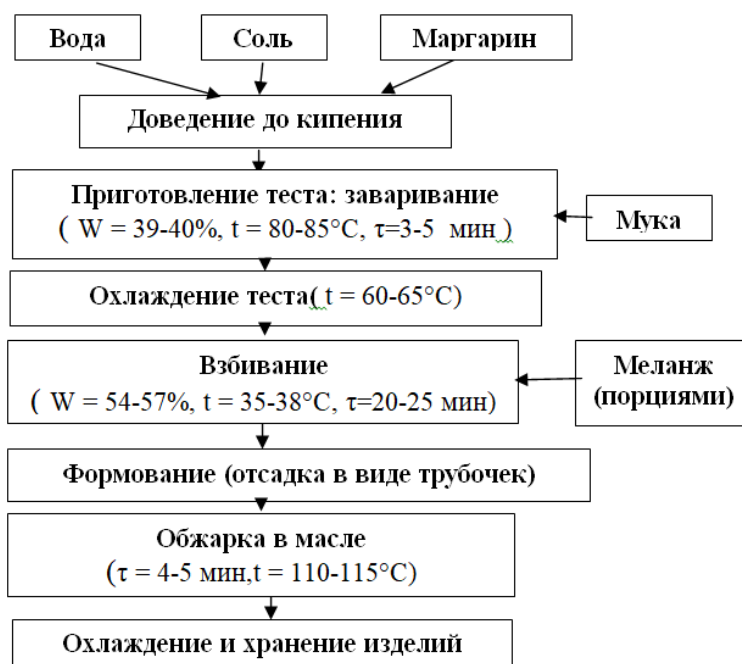 Вода
Соль
Маргарин
Доведение до кипения
Приготовление теста: заваривание
( W = 39-40%, t = 80-85°С, τ=3-5 мин )
Мука
Охлаждение теста( t = 60-65°С)
Взбивание
( W = 54-57%, t = 35-38°С, τ=20-25 мин)
Меланж
(порциями)
Формование (отсадка в виде трубочек)
Обжарка в масле
(τ = 4-5 мин,t = 110-115°С)
Охлаждение и хранение изделий